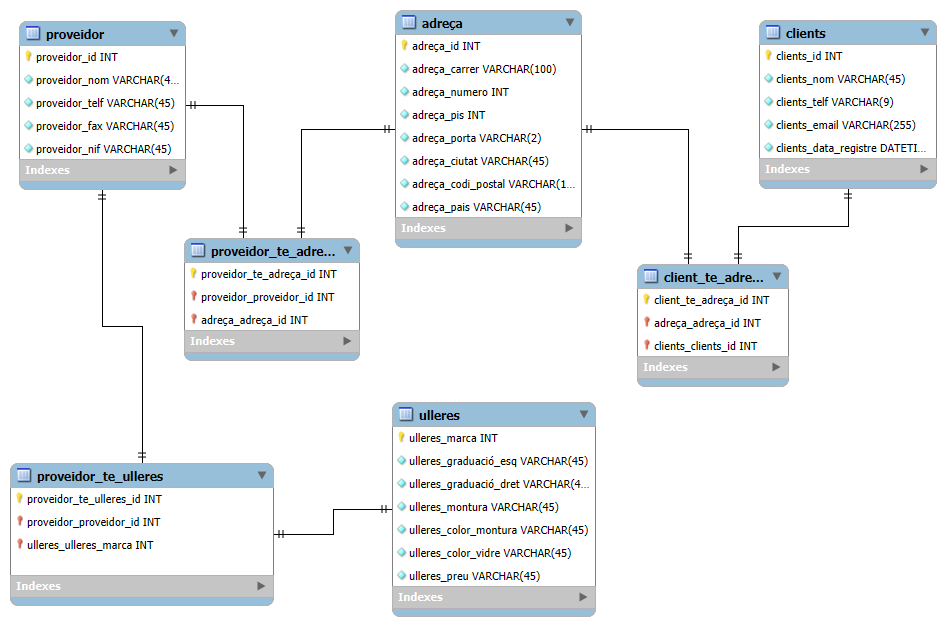 proveidor
proveidor_id INT
proveidor_nom VARCHAR(4...
proveidor_telf VARCHAR(45)
proveidor_fax VARCHAR(45)
proveidor_nif VARCHAR(45)
Indexes
adreça
adreça_id INT
adreça_carrer VARCHAR(100)
adreça_numero INT
adreça_pis INT
adreça_porta VARCHAR(2)
adreça_ciutat VARCHAR(45)
adreça_codi_postal VARCHAR(1...
adreça_pais VARCHAR(45)
Indexes
clients
clients_id INT
clients_nom VARCHAR(45)
clients_telf VARCHAR(9)
clients_email VARCHAR(255)
clients_data_registre DATETI...
Indexes
proveidor_te_adre...
proveidor_te_adreça_id INT
proveidor_proveidor_id INT
adreça_adreça_id INT
Indexes
client_te_adre...
client_te_adreça_id INT
adreça_adreça_id INT
clients_clients_id INT
Indexes
proveidor_te_ulleres
proveidor_te_ulleres_id INT
proveidor_proveidor_id INT
ulleres_ulleres_marca INT
Indexes
ulleres
ulleres_marca INT
ulleres_graduació_esq VARCHAR(45)
ulleres_graduació_dret VARCHAR(4...
ulleres_montura VARCHAR(45)
ulleres_color_montura VARCHAR(45)
ulleres_color_vidre VARCHAR(45)
ulleres_preu VARCHAR(45)
Indexes